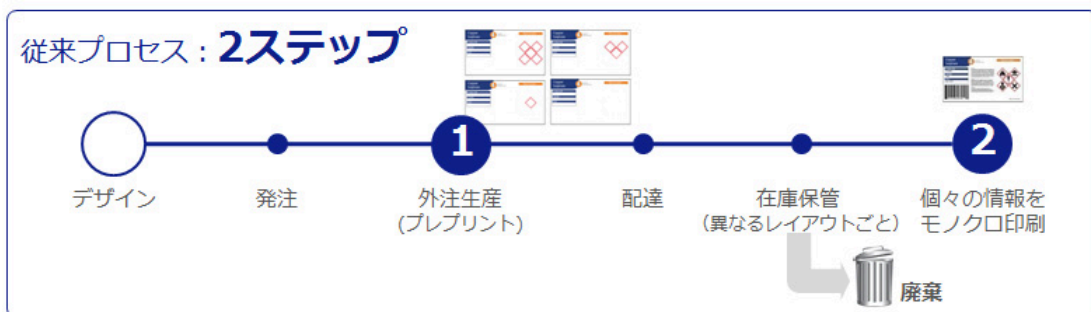 従来プロセス：2ステップ
1
2
デザイン
発注
外注生産
(プレプリント)
配達
在庫保管
(異なるレイアウトごと)
個々の情報を
モノクロ印刷
廃棄